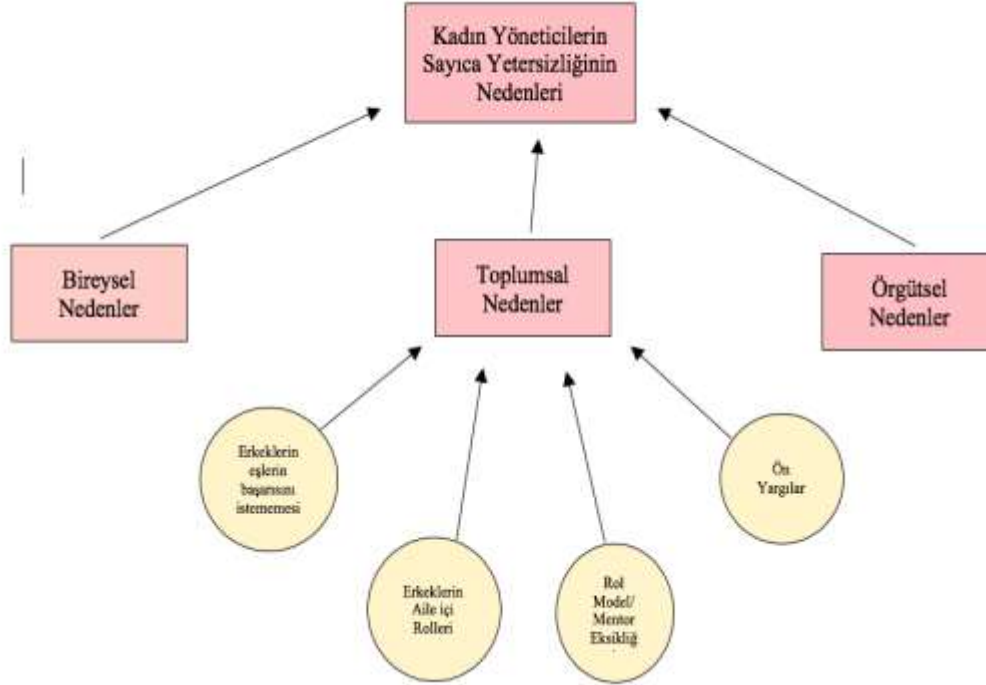 Kadın Yöneticilerin
Sayıca Yetersizliğinin
Nedenleri
Bireysel
Nedenler
Toplumsal
Nedenler
Örgütsel
Nedenler
Erkeklerin
eşlerin
başarısını
istememesi
Ön
Yargılar
Erkeklerin
Aile içi
Rolleri
Rol
Model/
Mentor
Eksikliğ